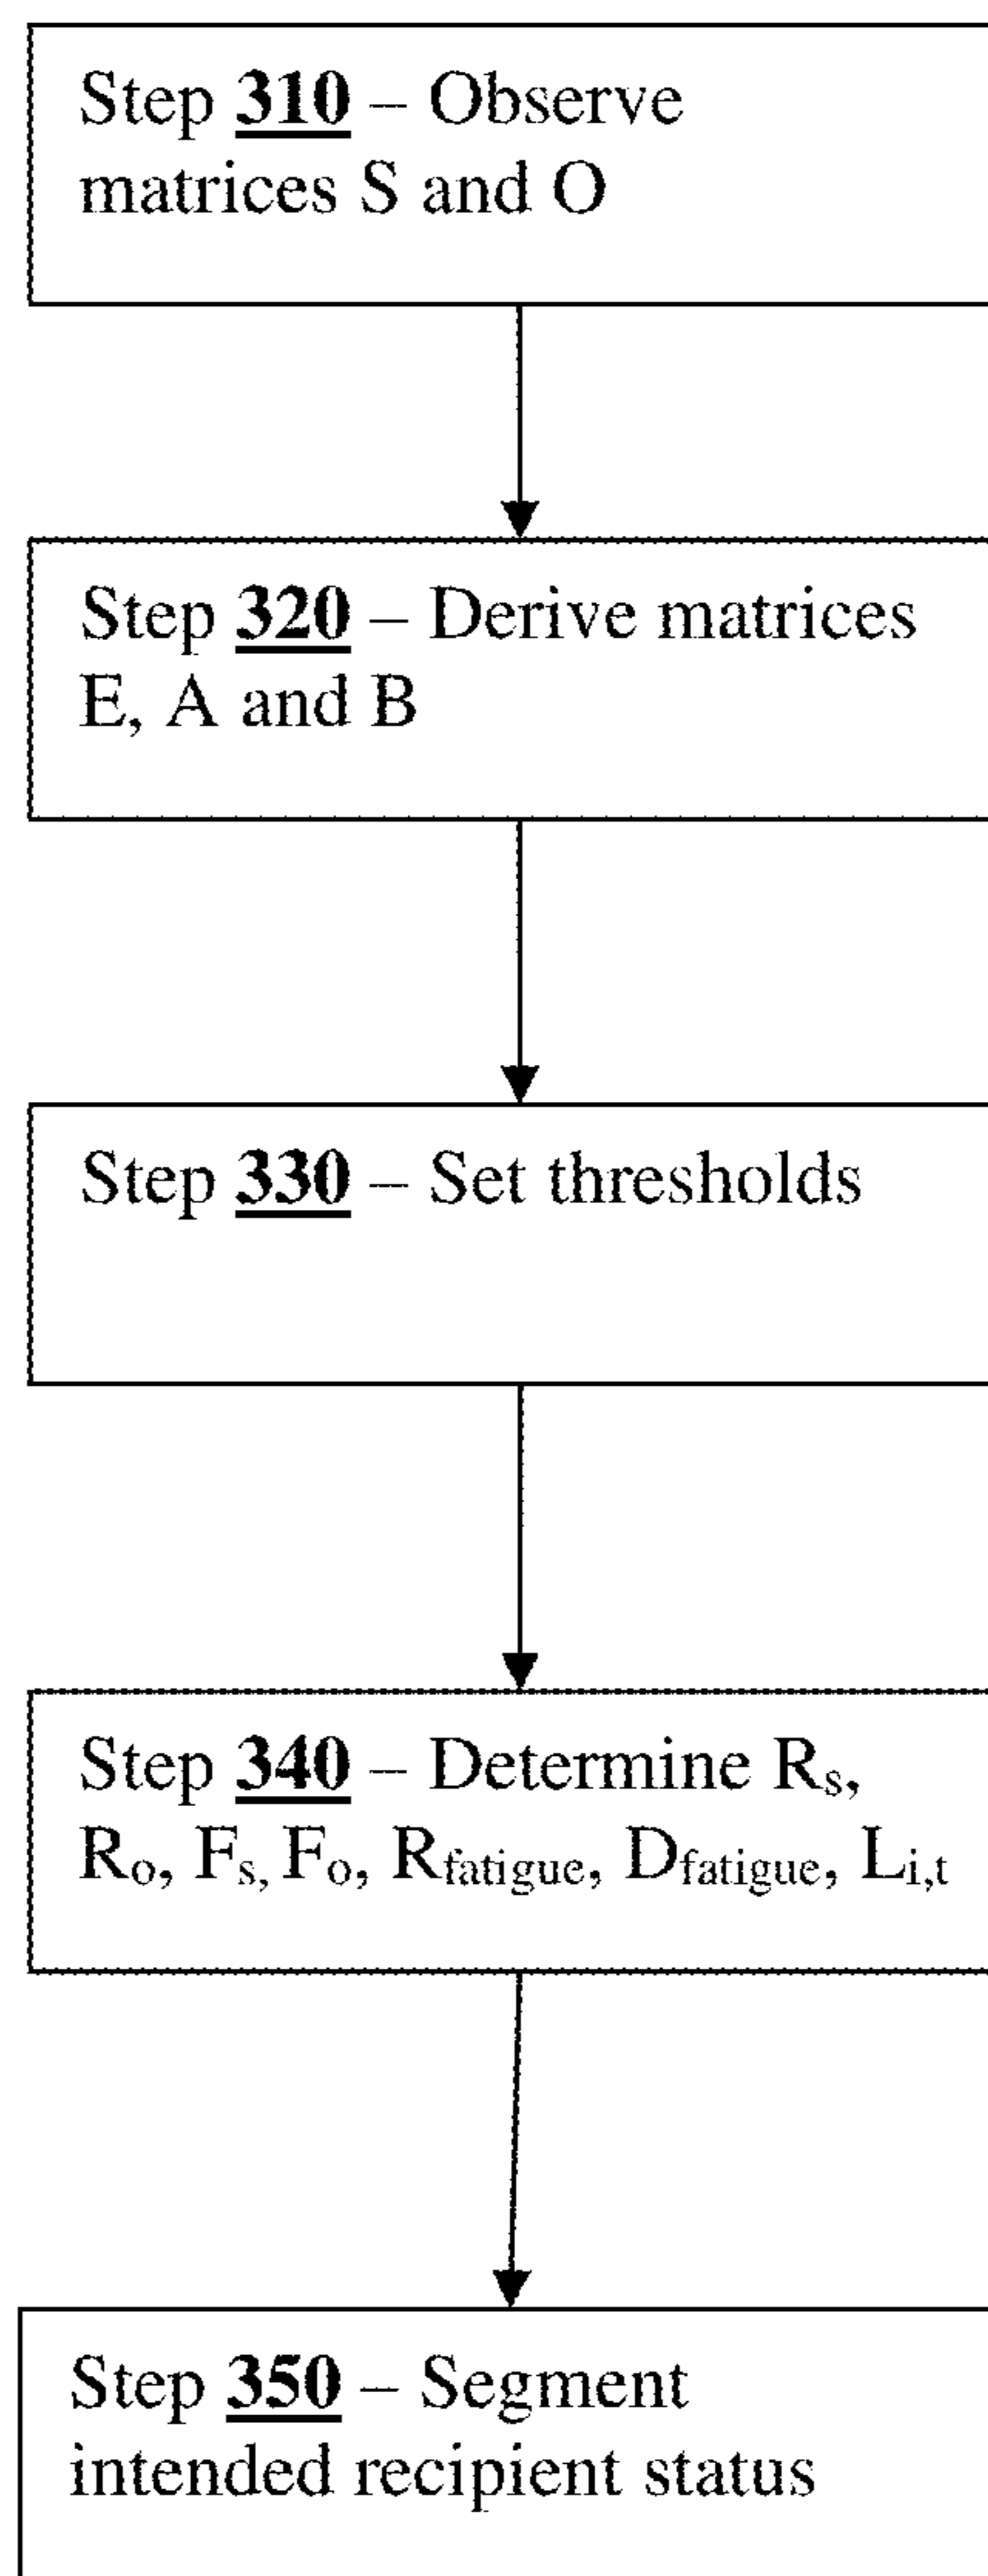 Step 310 – Observe
matrices S and O
Step 320 – Derive matrices
E, A and B
Step 330 – Set thresholds
Step 340 – Determine Rs,
Ro, Fs, Fo, Rfatigue, Dfatigue, Li,t
Step 350 – Segment
intended recipient status